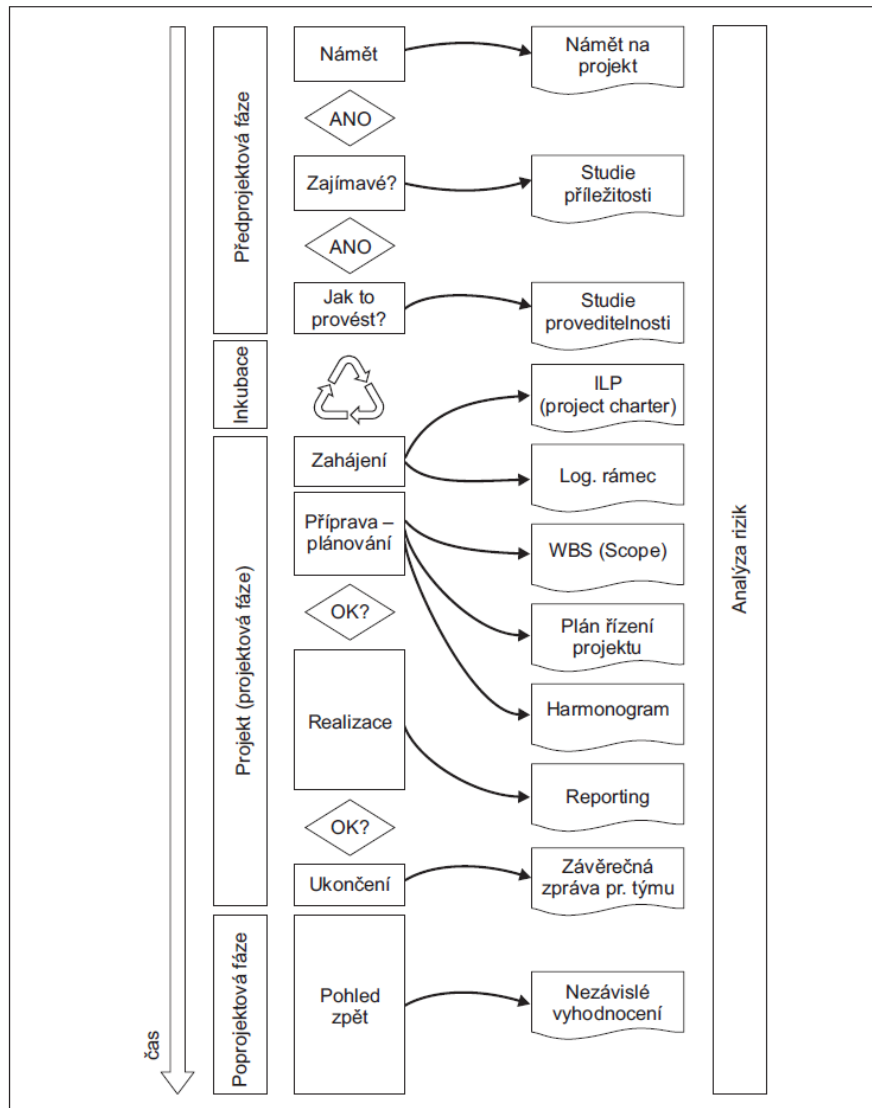 Námět
Námět na
projekt
ANO
Zajímavé?
Studie
příležitosti
ANO
Jak to
provést?
Studie
proveditelnosti
Předprojektová fáze
Inkubace
ILP
(project charter)
Zahájení
Log. rámec
Příprava –
plánování
WBS (Scope)
OK?
Plán řízení
projektu
Realizace
Harmonogram
Reporting
OK?
Ukončení
Závěrečná
zpráva pr. týmu
Projekt (projektová fáze)
Pohled
zpět
Nezávislé
vyhodnocení
Poprojektová fáze
čas
Analýza rizik